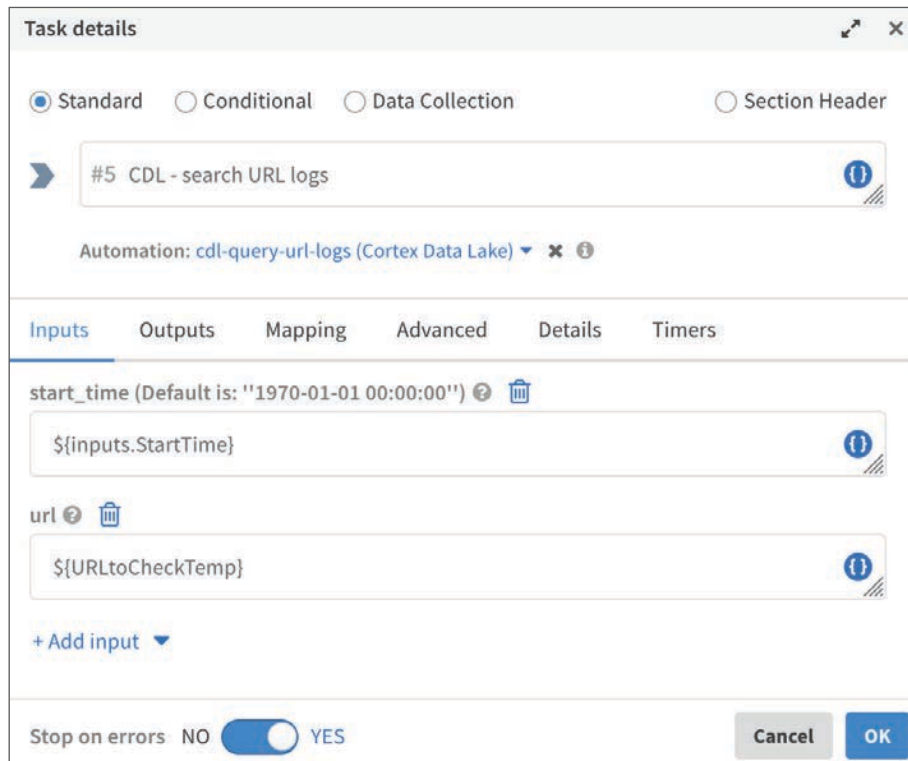 Task details
Standard Conditional Data Collection Section Header
#5 CDL - search URL logs
Automation: cdl-query-url-logs (Cortex Data Lake)
Inputs Outputs Mapping Advanced Details Timers
start_time (Default is: ''1970-01-01 00:00:00'')
${inputs.StartTime}
url
${URLtoCheckTemp}
+ Add input
Stop on errors NO YES Cancel OK